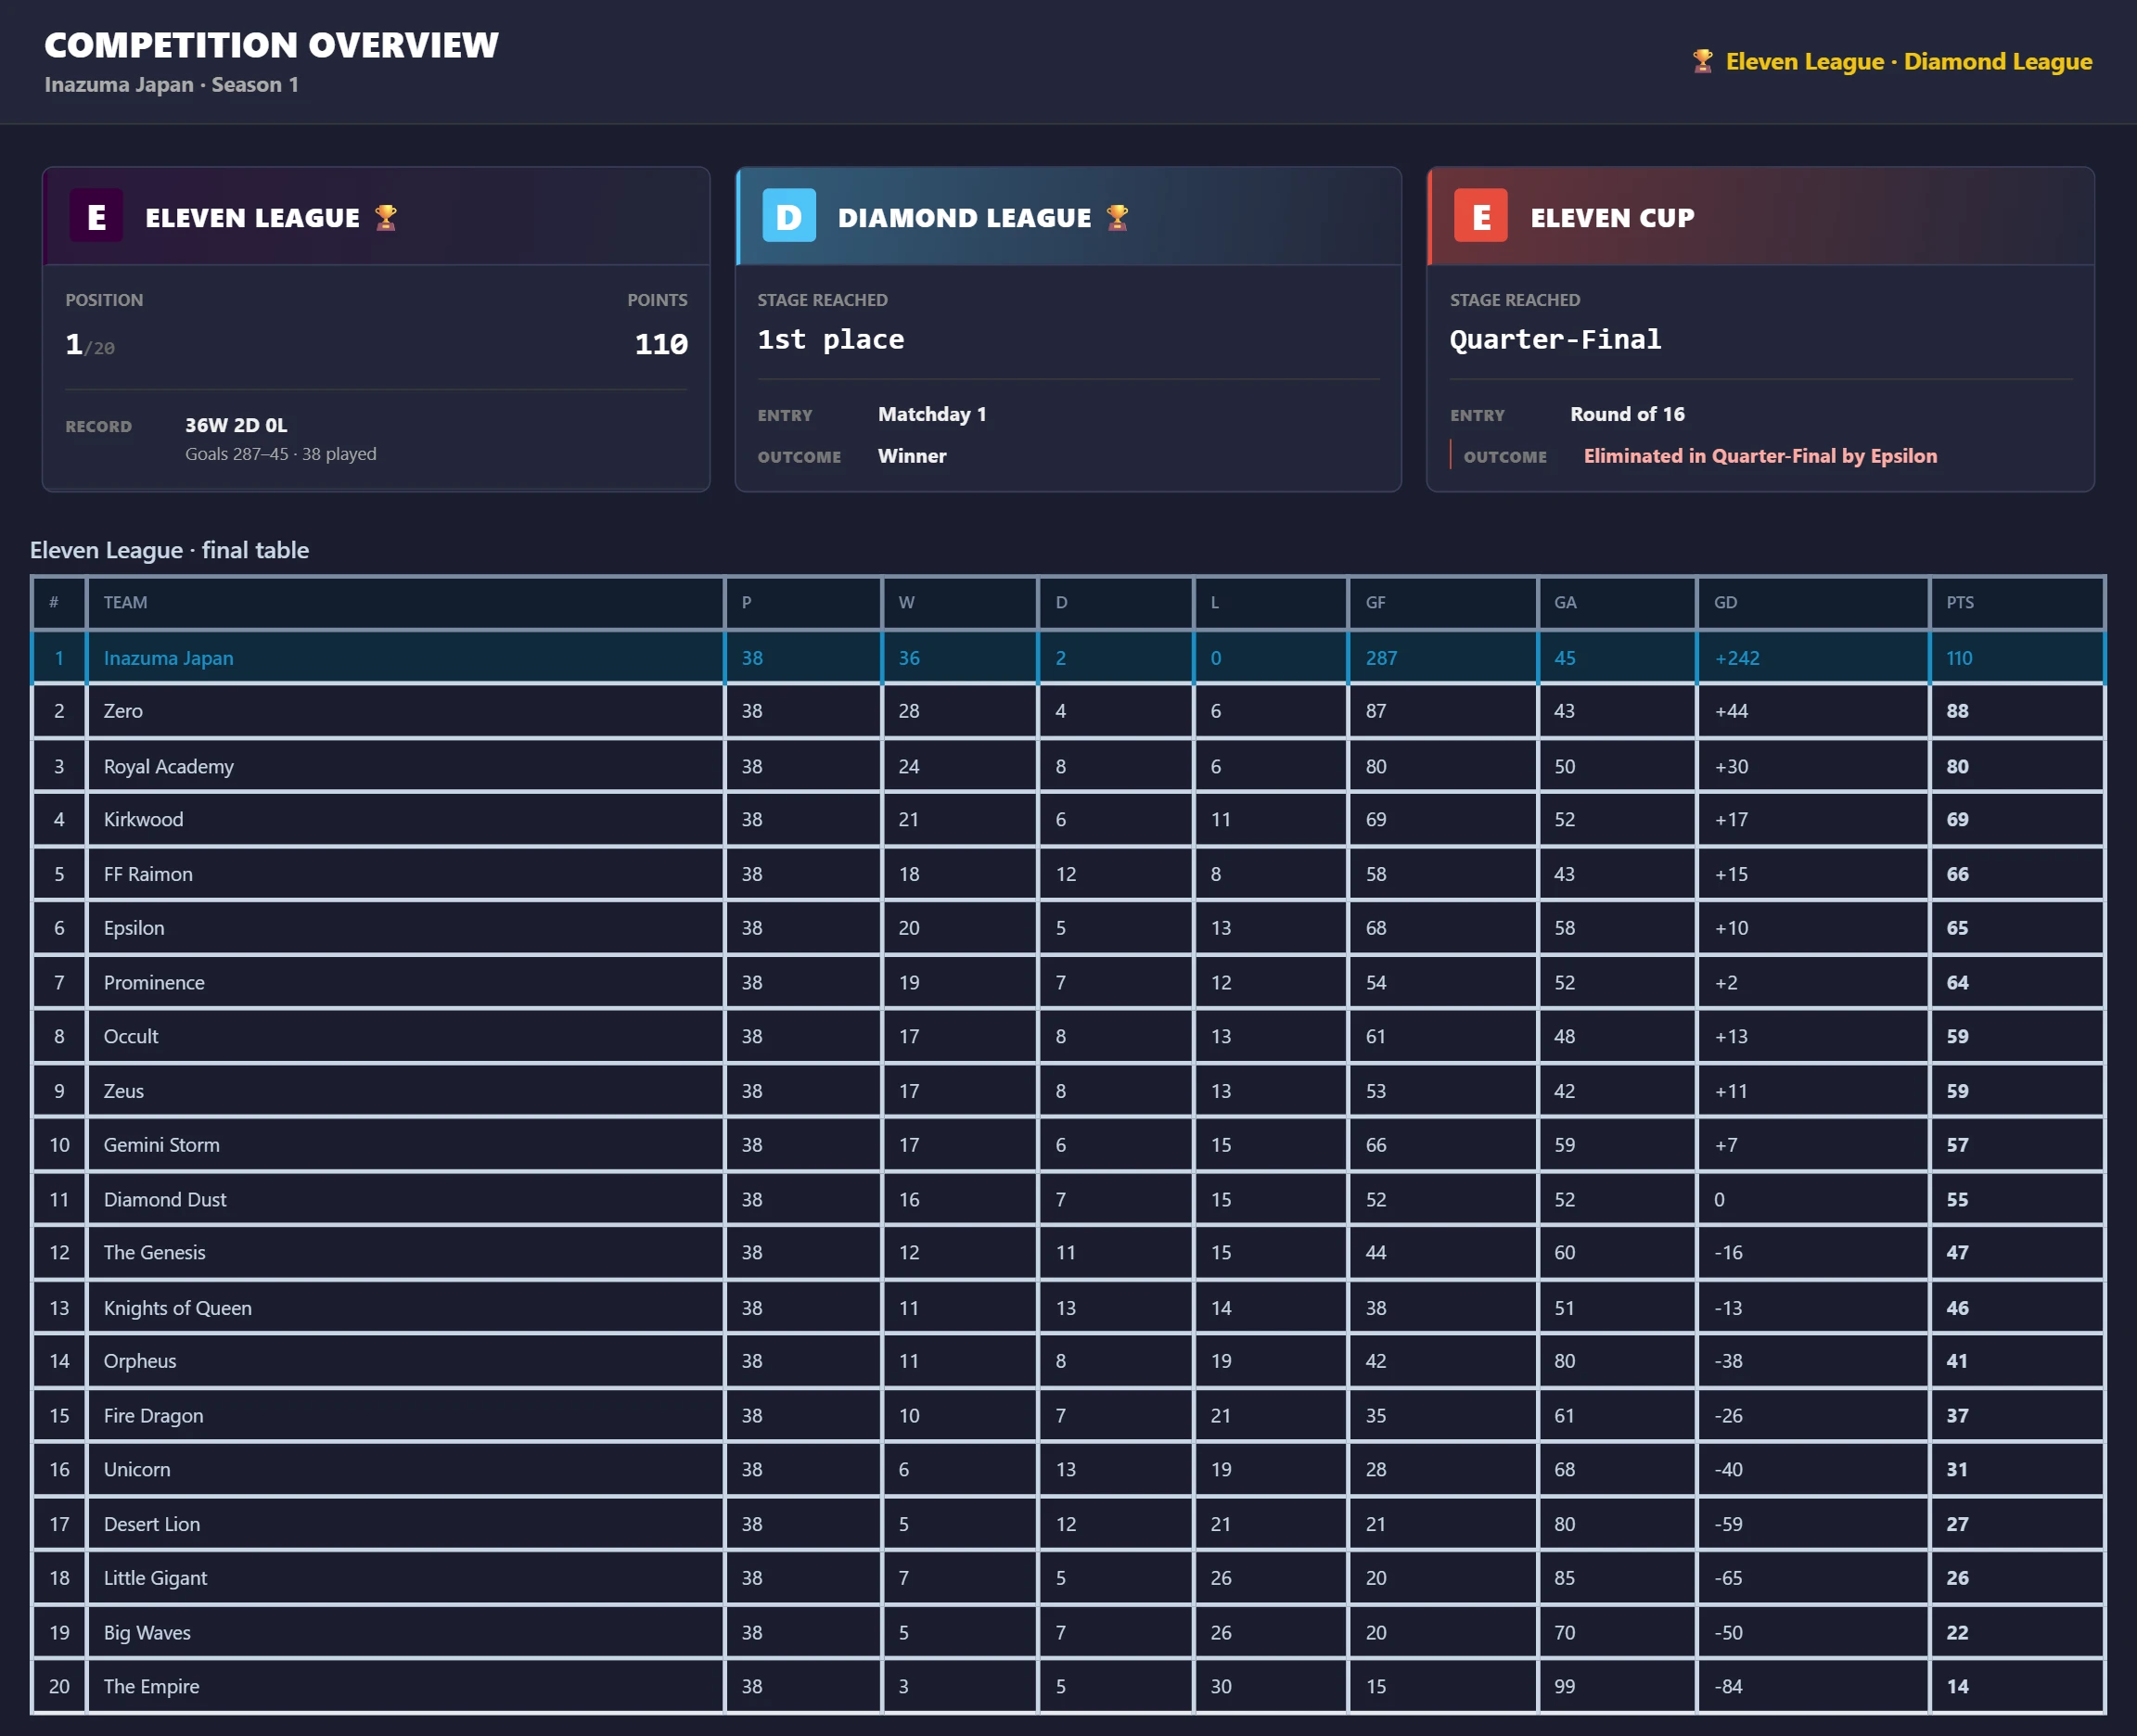 COMPETITION OVERVIEW
Inazuma Japan · Season 1
🏆 Eleven League · Diamond League
E ELEVEN LEAGUE 🏆
POSITION POINTS
1/20 110
RECORD 36W 2D 0L
Goals 287–45 · 38 played
D DIAMOND LEAGUE 🏆
STAGE REACHED
1st place
ENTRY Matchday 1
OUTCOME Winner
E ELEVEN CUP
STAGE REACHED
Quarter-Final
ENTRY Round of 16
OUTCOME Eliminated in Quarter-Final by Epsilon
Eleven League · final table
# TEAM P W D L GF GA GD PTS
1 Inazuma Japan 38 36 2 0 287 45 +242 110
2 Zero 38 28 4 6 87 43 +44 88
3 Royal Academy 38 24 8 6 80 50 +30 80
4 Kirkwood 38 21 6 11 69 52 +17 69
5 FF Raimon 38 18 12 8 58 43 +15 66
6 Epsilon 38 20 5 13 68 58 +10 65
7 Prominence 38 19 7 12 54 52 +2 64
8 Occult 38 17 8 13 61 48 +13 59
9 Zeus 38 17 8 13 53 42 +11 59
10 Gemini Storm 38 17 6 15 66 59 +7 57
11 Diamond Dust 38 16 7 15 52 52 0 55
12 The Genesis 38 12 11 15 44 60 -16 47
13 Knights of Queen 38 11 13 14 38 51 -13 46
14 Orpheus 38 11 8 19 42 80 -38 41
15 Fire Dragon 38 10 7 21 35 61 -26 37
16 Unicorn 38 6 13 19 28 68 -40 31
17 Desert Lion 38 5 12 21 21 80 -59 27
18 Little Gigant 38 7 5 26 20 85 -65 26
19 Big Waves 38 5 7 26 20 70 -50 22
20 The Empire 38 3 5 30 15 99 -84 14